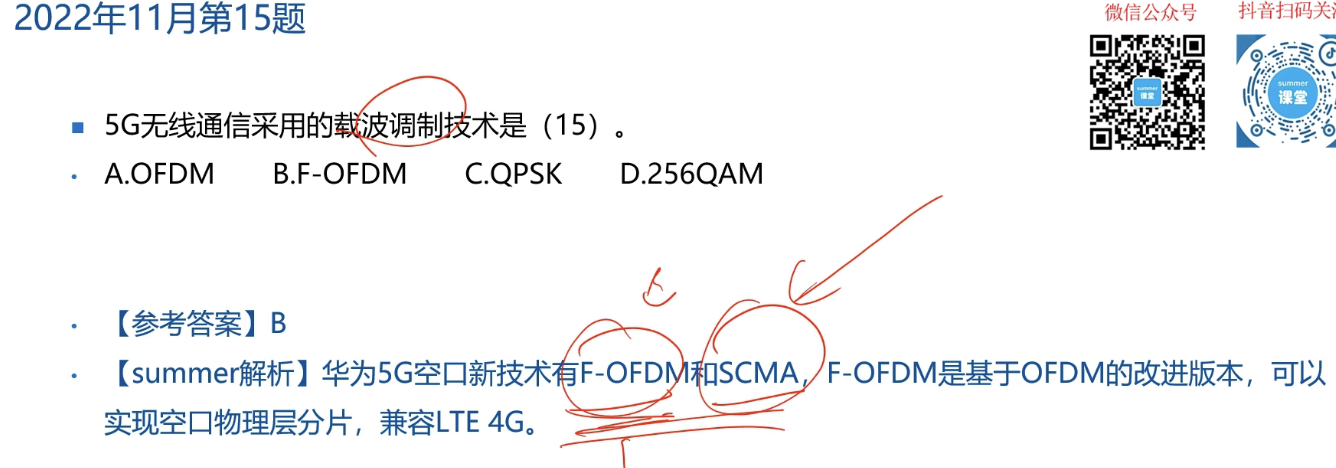 2022年11月第15题
微信公众号
抖音扫码关注
summer
课堂
summer
课堂
■ 5G无线通信采用的载波调制技术是（15）。
• A.OFDM B.F-OFDM C.QPSK D.256QAM
• 【参考答案】B
• 【summer解析】华为5G空口新技术有F-OFDM和SCMA，F-OFDM是基于OFDM的改进版本，可以
实现空口物理层分片，兼容LTE 4G。